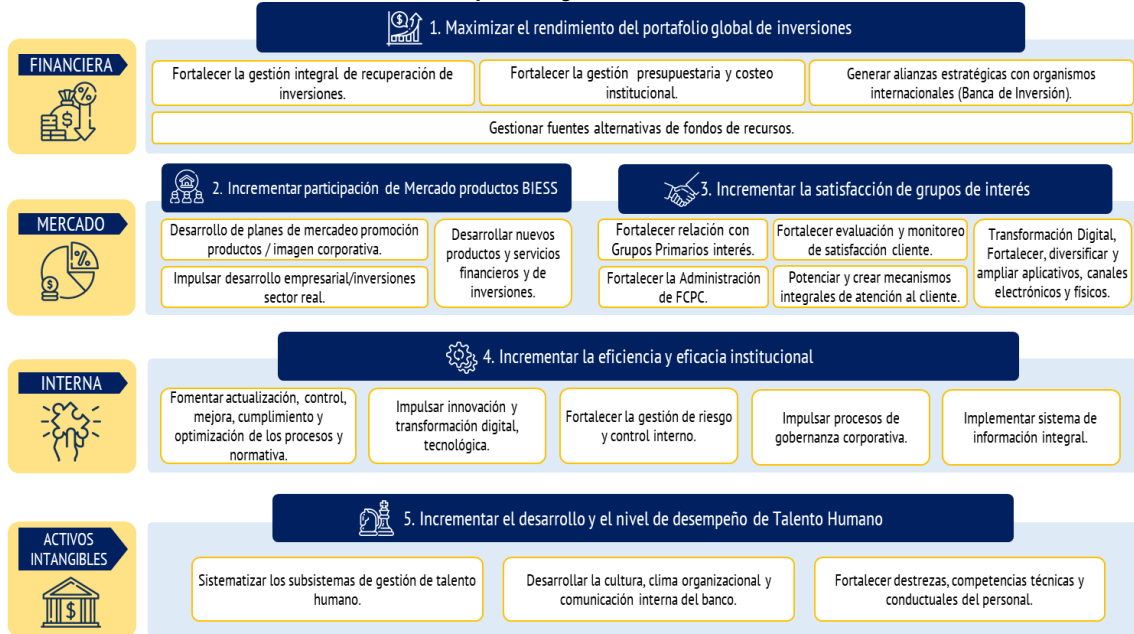 1. Maximizar el rendimiento del portafolio global de inversiones
FINANCIERA
Fortalecer la gestión integral de recuperación de
inversiones.
Fortalecer la gestión presupuestaria y costeo
institucional.
Generar alianzas estratégicas con organismos
internacionales (Banca de Inversión).
Gestionar fuentes alternativas de fondos de recursos.
2. Incrementar participación de Mercado productos BIESS
3. Incrementar la satisfacción de grupos de interés
MERCADO
Desarrollo de planes de mercadeo promoción
productos / imagen corporativa.
Impulsar desarrollo empresarial/inversiones
sector real.
Desarrollar nuevos
productos y servicios
financieros y de
inversiones.
Fortalecer relación con
Grupos Primarios interés.
Fortalecer la Administración
de FCPC.
Fortalecer evaluación y monitoreo
de satisfacción cliente.
Potenciar y crear mecanismos
integrales de atención al cliente.
Transformación Digital,
Fortalecer, diversificar y
ampliar aplicativos, canales
electrónicos y físicos.
4. Incrementar la eficiencia y eficacia institucional
INTERNA
Fomentar actualización, control,
mejora, cumplimiento y
optimización de los procesos y
normativa.
Impulsar innovación y
transformación digital,
tecnológica.
Fortalecer la gestión de riesgo
y control interno.
Impulsar procesos de
gobernanza corporativa.
Implementar sistema de
información integral.
5. Incrementar el desarrollo y el nivel de desempeño de Talento Humano
ACTIVOS
INTANGIBLES
Sistematizar los subsistemas de gestión de talento
humano.
Desarrollar la cultura, clima organizacional y
comunicación interna del banco.
Fortalecer destrezas, competencias técnicas y
conductuales del personal.